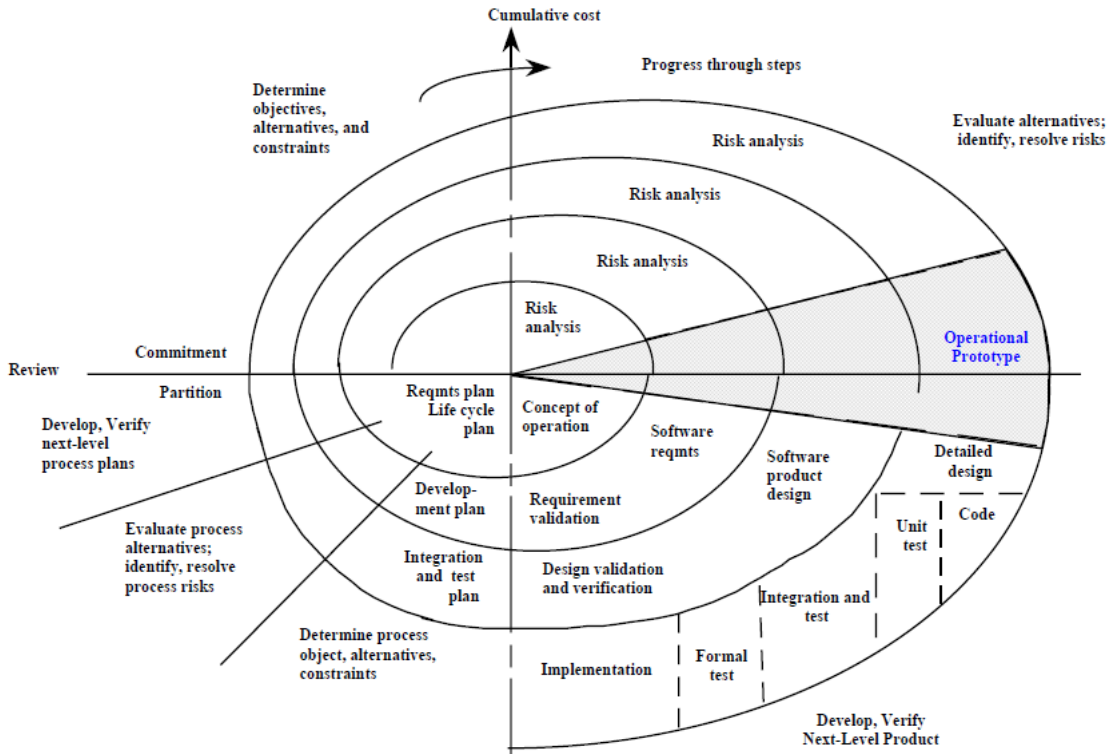 Cumulative cost
Progress through steps
Determine
objectives,
alternatives, and
constraints
Evaluate alternatives;
identify, resolve risks
Risk analysis
Risk analysis
Risk analysis
Risk
analysis
Operational
Prototype
Review
Commitment
Partition
Reqmts plan
Life cycle
plan
Concept of
operation
Software
reqmts
Software
product
design
Detailed
design
Develop, Verify
next-level
process plans
Develop-
ment plan
Requirement
validation
Unit
test
Code
Evaluate process
alternatives;
identify, resolve
process risks
Integration
and test
plan
Design validation
and verification
Integration and
test
Determine process
object, alternatives,
constraints
Implementation
Formal
test
Develop, Verify
Next-Level Product